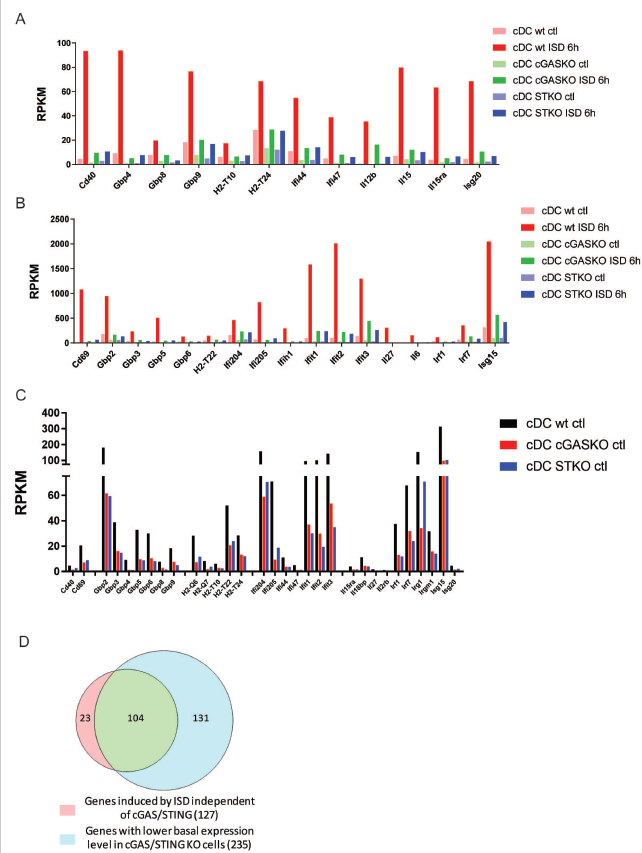 A
RPKM
100
80
60
40
20
0
Cd40
Gbp4
Gbp8
Gbp9
H2-T10
H2-T24
Ifi44
Ifi47
Il12b
Il15
Il15ra
Isg20
cDC wt ctl
cDC wt ISD 6h
cDC cGASKO ctl
cDC cGASKO ISD 6h
cDC STKO ctl
cDC STKO ISD 6h
B
RPKM
2500
2000
1500
1000
500
0
Cd69
Gbp2
Gbp3
Gbp5
Gbp6
H2-T22
Ifi204
Ifi205
Ifih1
Ifit1
Ifit2
Ifit3
Il27
Il6
Irf1
Irf7
Isg15
cDC wt ctl
cDC wt ISD 6h
cDC cGASKO ctl
cDC cGASKO ISD 6h
cDC STKO ctl
cDC STKO ISD 6h
C
RPKM
400
300
200
100
60
40
20
0
Cd40
Cd69
Gbp2
Gbp3
Gbp4
Gbp5
Gbp6
Gbp8
Gbp9
H2-Q6
H2-Q7
H2-T10
H2-T22
H2-T24
Ifi204
Ifi205
Ifi44
Ifi47
Ifit1
Ifit2
Ifit3
Il15ra
Il18bp
Il27
Il2rb
Irf1
Irf7
Irg1
Irgm1
Isg15
Isg20
cDC wt ctl
cDC cGASKO ctl
cDC STKO ctl
D
23
104
131
Genes induced by ISD independent
of cGAS/STING (127)
Genes with lower basal expression
level in cGAS/STING KO cells (235)